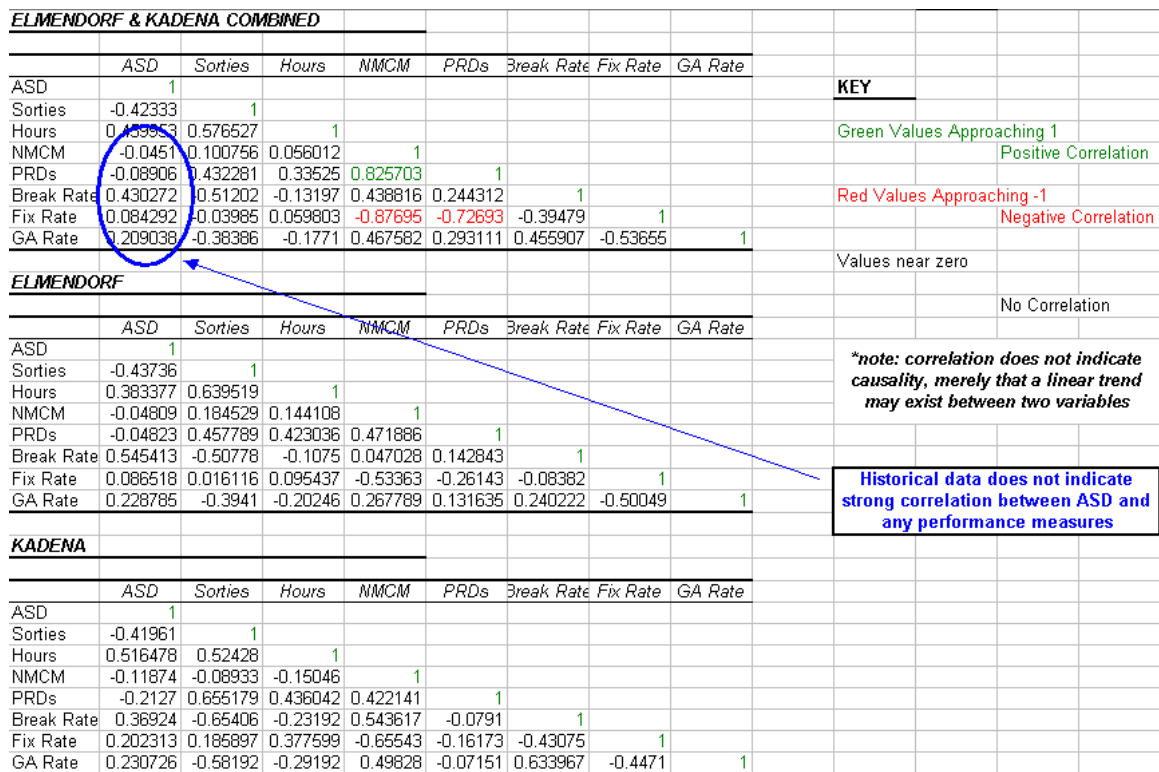 ELMENDORF & KADENA COMBINED
ASD Sorties Hours NMCM PRDs Break Rate Fix Rate GA Rate
ASD 1
KEY
Sorties -0.42333 1
Hours 0.459953 0.576527 1
Green Values Approaching 1
NMCM -0.0451 0.100756 0.056012 1
Positive Correlation
PRDs -0.08906 0.432281 0.33525 0.825703 1
Break Rate 0.430272 -0.51202 -0.13197 0.438816 0.244312 1
Red Values Approaching -1
Fix Rate 0.084292 -0.03985 0.059803 -0.87695 -0.72693 -0.39479 1
Negative Correlation
GA Rate 0.209038 -0.38386 -0.1771 0.467582 0.293111 0.455907 -0.53655 1
Values near zero
ELMENDORF
No Correlation
ASD Sorties Hours NMCM PRDs Break Rate Fix Rate GA Rate
ASD 1
Sorties -0.43736 1
Hours 0.383377 0.639519 1
NMCM -0.04809 0.184529 0.144108 1
PRDs -0.04823 0.457789 0.423036 0.471886 1
Break Rate 0.545413 -0.50778 -0.1075 0.047028 0.142843 1
Fix Rate 0.086518 0.016116 0.095437 -0.53363 -0.26143 -0.08382 1
GA Rate 0.228785 -0.3941 -0.20246 0.267789 0.131635 0.240222 -0.50049 1
*note: correlation does not indicate
causality, merely that a linear trend
may exist between two variables
Historical data does not indicate
strong correlation between ASD and
any performance measures
KADENA
ASD Sorties Hours NMCM PRDs Break Rate Fix Rate GA Rate
ASD 1
Sorties -0.41961 1
Hours 0.516478 0.52428 1
NMCM -0.11874 -0.08933 -0.15046 1
PRDs -0.2127 0.655179 0.436042 0.422141 1
Break Rate 0.36924 -0.65406 -0.23192 0.543617 -0.0791 1
Fix Rate 0.202313 0.185897 0.377599 -0.65543 -0.16173 -0.43075 1
GA Rate 0.230726 -0.58192 -0.29192 0.49828 -0.07151 0.633967 -0.4471 1